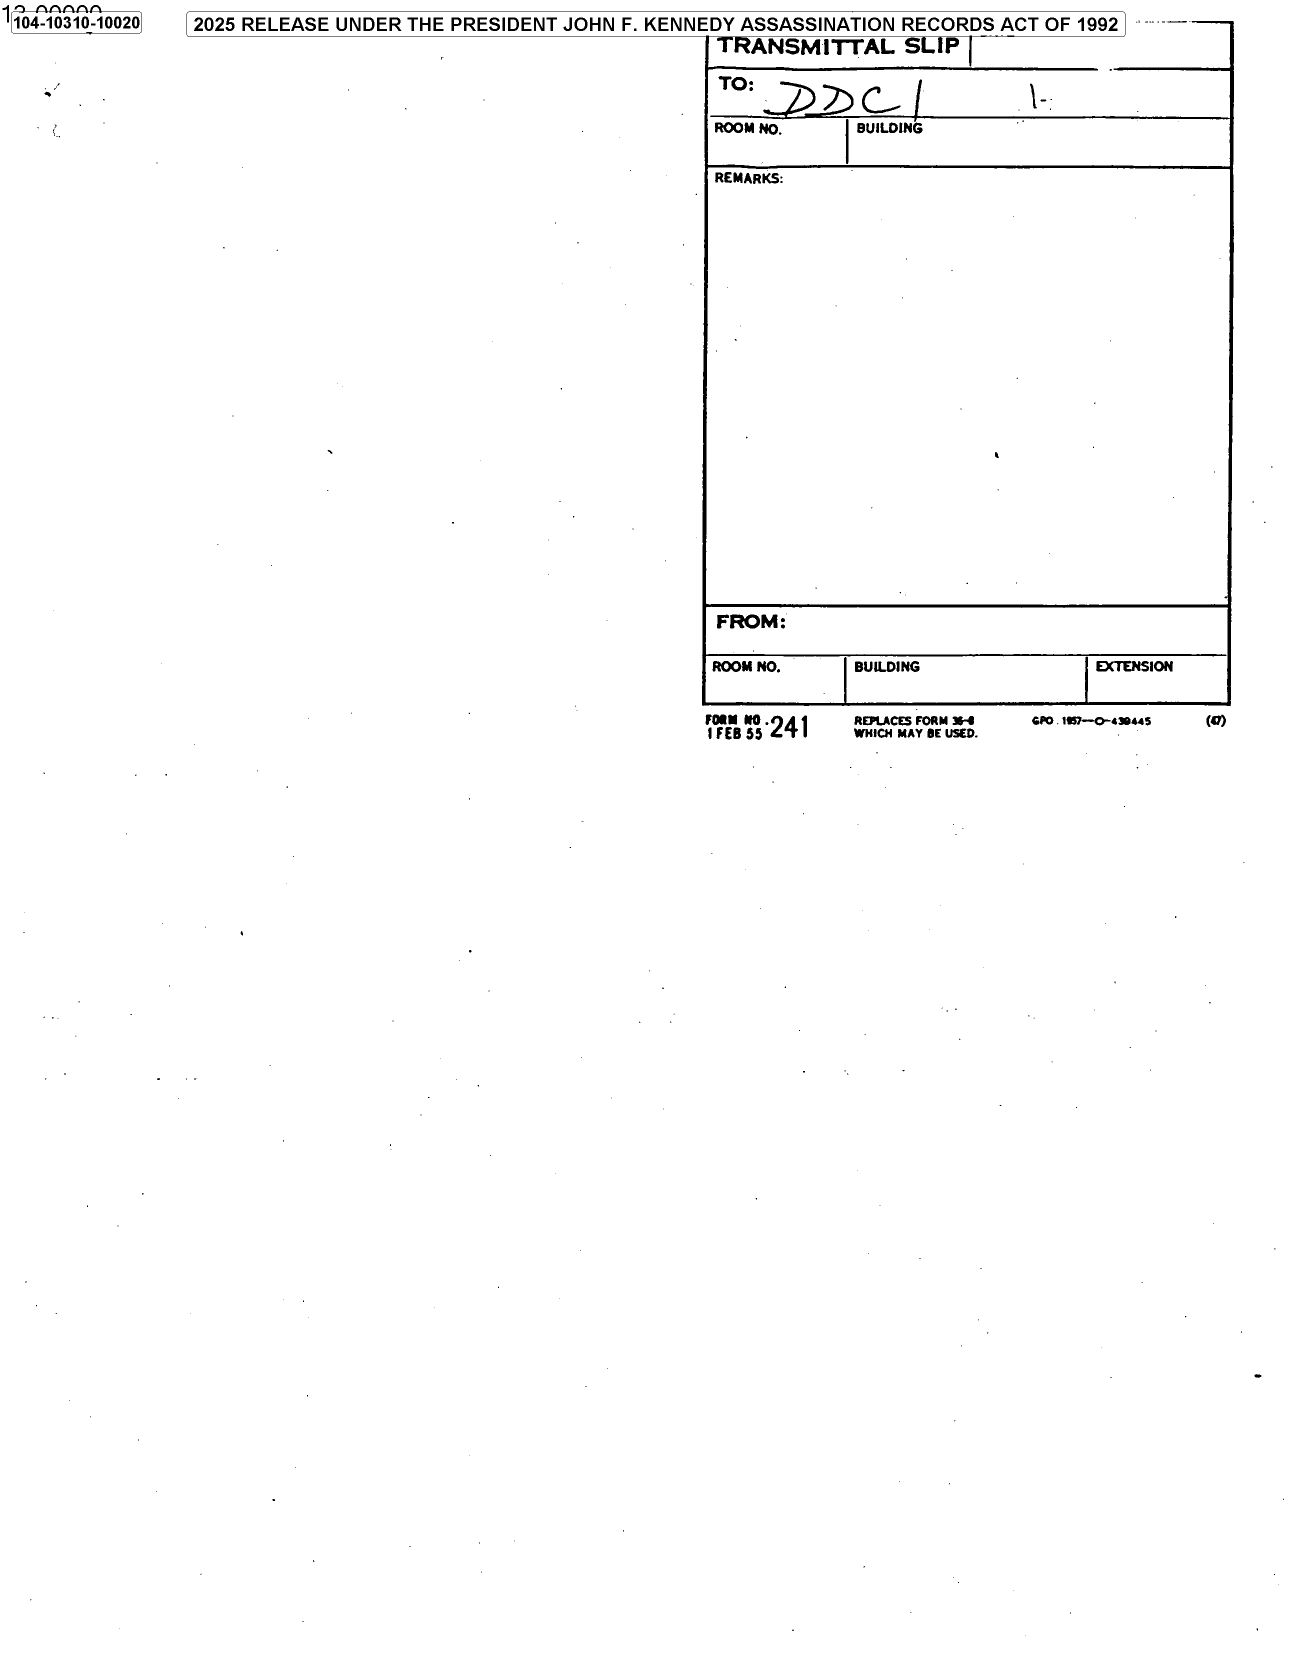 104-10310-10020
2025 RELEASE UNDER THE PRESIDENT JOHN F. KENNEDY ASSASSINATION RECORDS ACT OF 1992
TRANSMITTAL SLIP
TO: DDCI
ROOM NO. BUILDING
REMARKS:
FROM:
ROOM NO. BUILDING EXTENSION
FORM NO. 241 REPLACES FORM 36-8 GPO. 1957—O-439445 (47)
1 FEB 55 WHICH MAY BE USED.